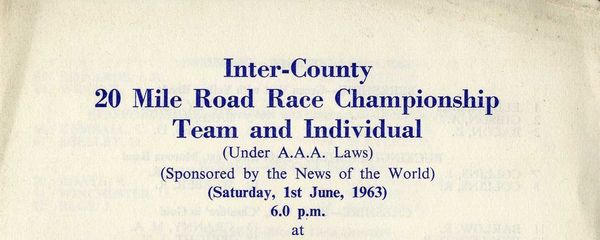 Inter-County
20 Mile Road Race Championship
Team and Individual
(Under A.A.A. Laws)
(Sponsored by the News of the World)
(Saturday, 1st June, 1963)
6.0 p.m.
at